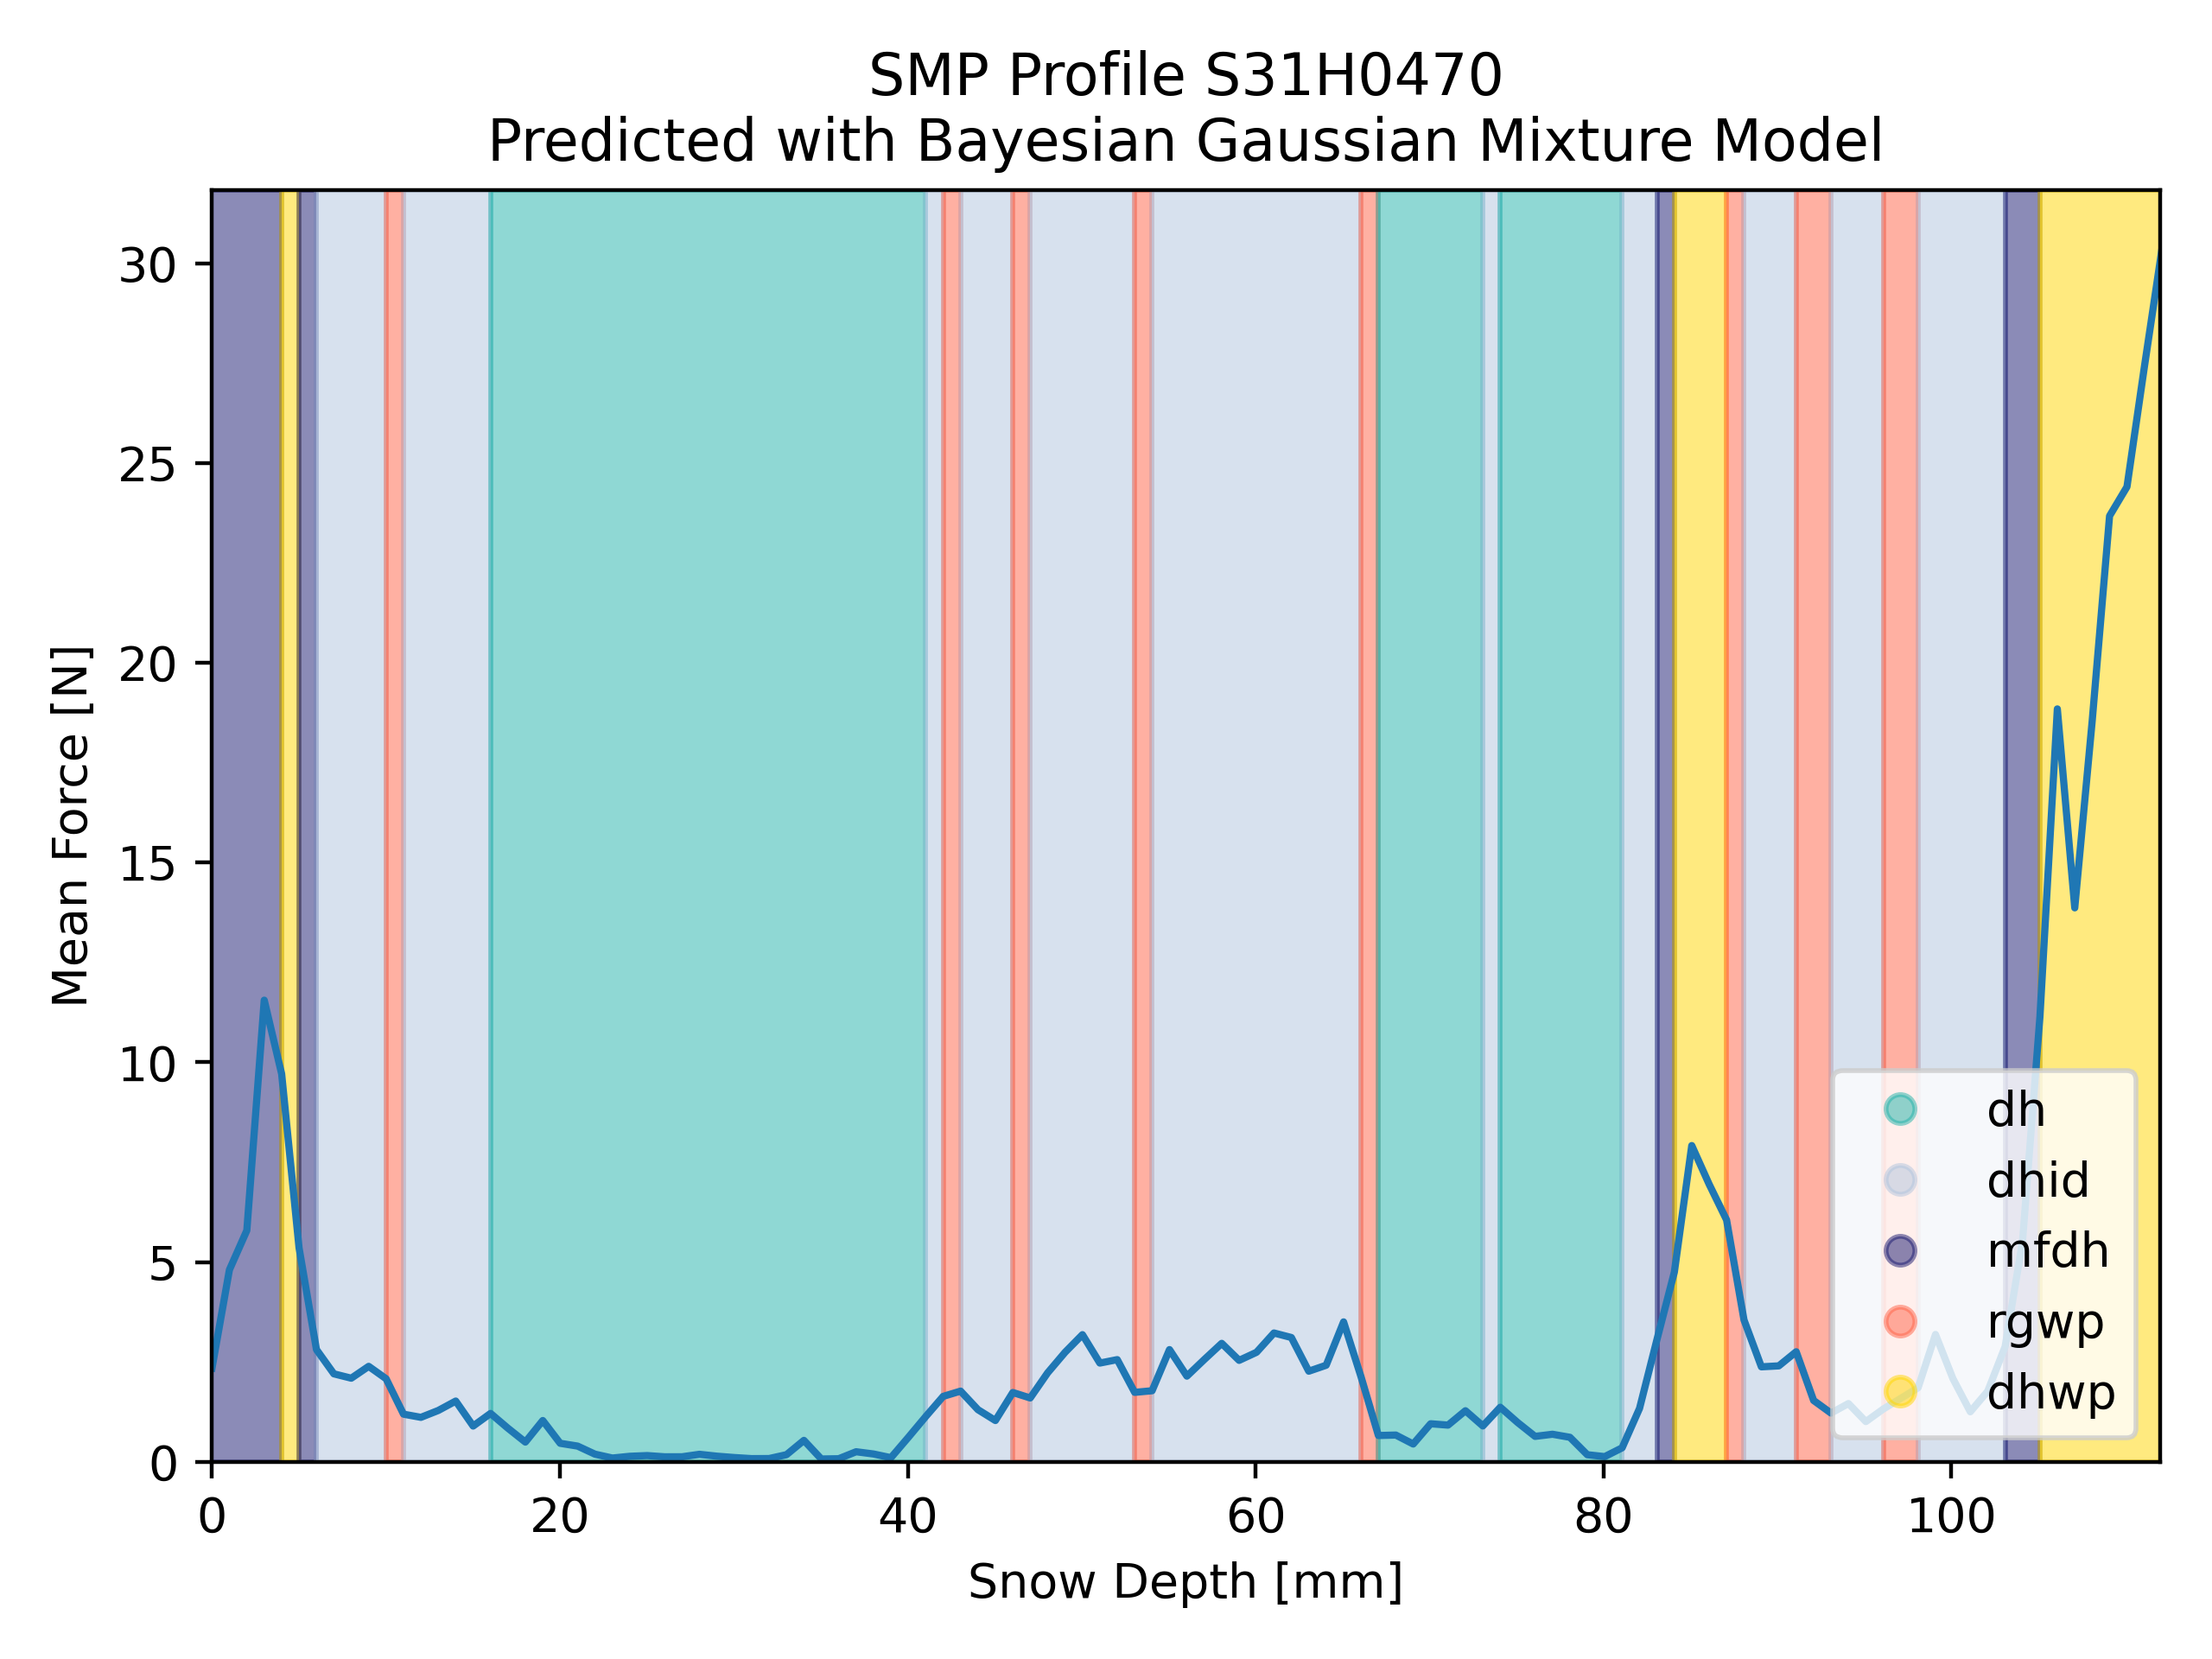 SMP Profile S31H0470
Predicted with Bayesian Gaussian Mixture Model
Mean Force [N]
30
25
20
15
10
5
0
0 20 40 60 80 100
Snow Depth [mm]
dh
dhid
mfdh
rgwp
dhwp